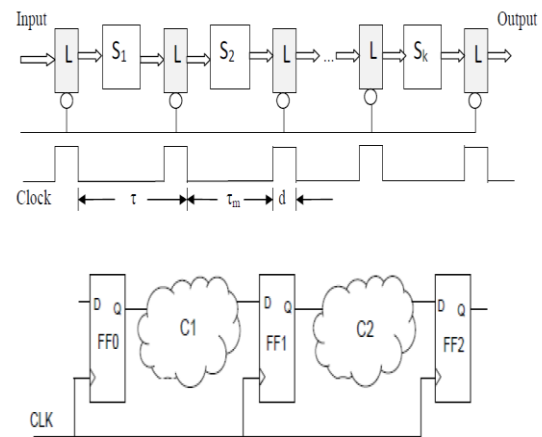 Input Output
L S1 L S2 L ... L Sk L
Clock τ τm d
D Q D Q D Q
FF0 C1 FF1 C2 FF2
CLK